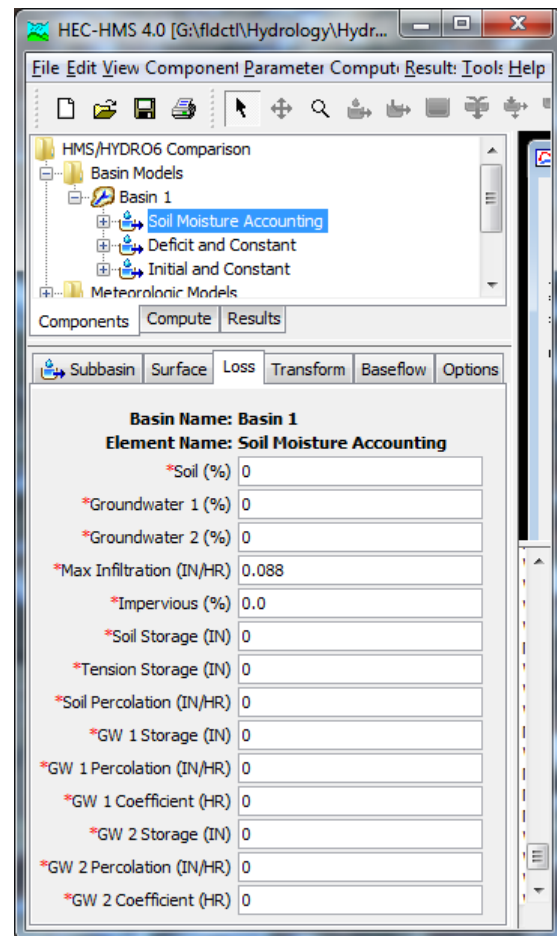 HEC-HMS 4.0 [G:\fldctl\Hydrology\Hydr...
File Edit View Component Parameter Compute Results Tools Help
HMS/HYDRO6 Comparison
Basin Models
Basin 1
Soil Moisture Accounting
Deficit and Constant
Initial and Constant
Meteorologic Models
Components Compute Results
Subbasin Surface Loss Transform Baseflow Options
Basin Name: Basin 1
Element Name: Soil Moisture Accounting
*Soil (%) 0
*Groundwater 1 (%) 0
*Groundwater 2 (%) 0
*Max Infiltration (IN/HR) 0.088
*Impervious (%) 0.0
*Soil Storage (IN) 0
*Tension Storage (IN) 0
*Soil Percolation (IN/HR) 0
*GW 1 Storage (IN) 0
*GW 1 Percolation (IN/HR) 0
*GW 1 Coefficient (HR) 0
*GW 2 Storage (IN) 0
*GW 2 Percolation (IN/HR) 0
*GW 2 Coefficient (HR) 0